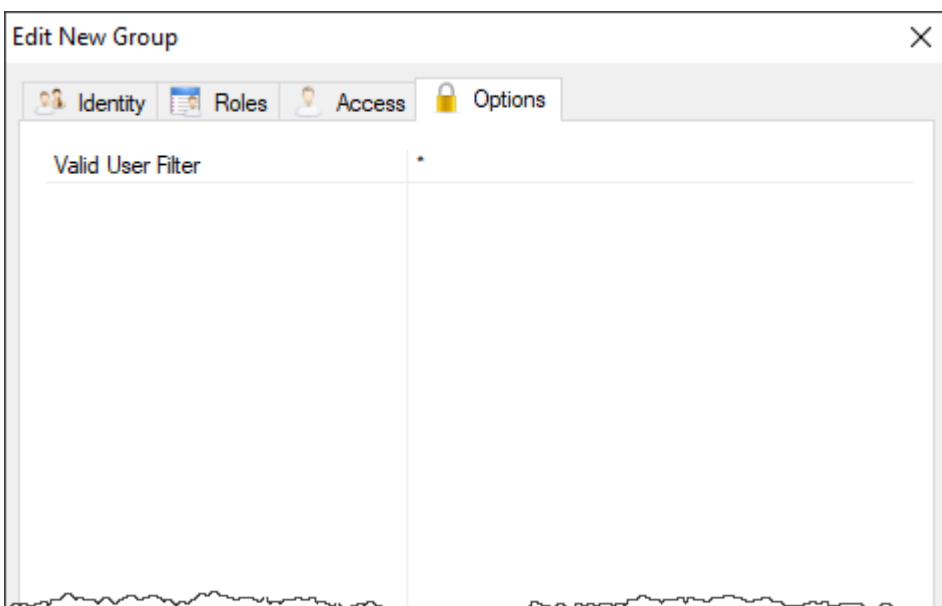 Edit New Group
Identity Roles Access Options
Valid User Filter *